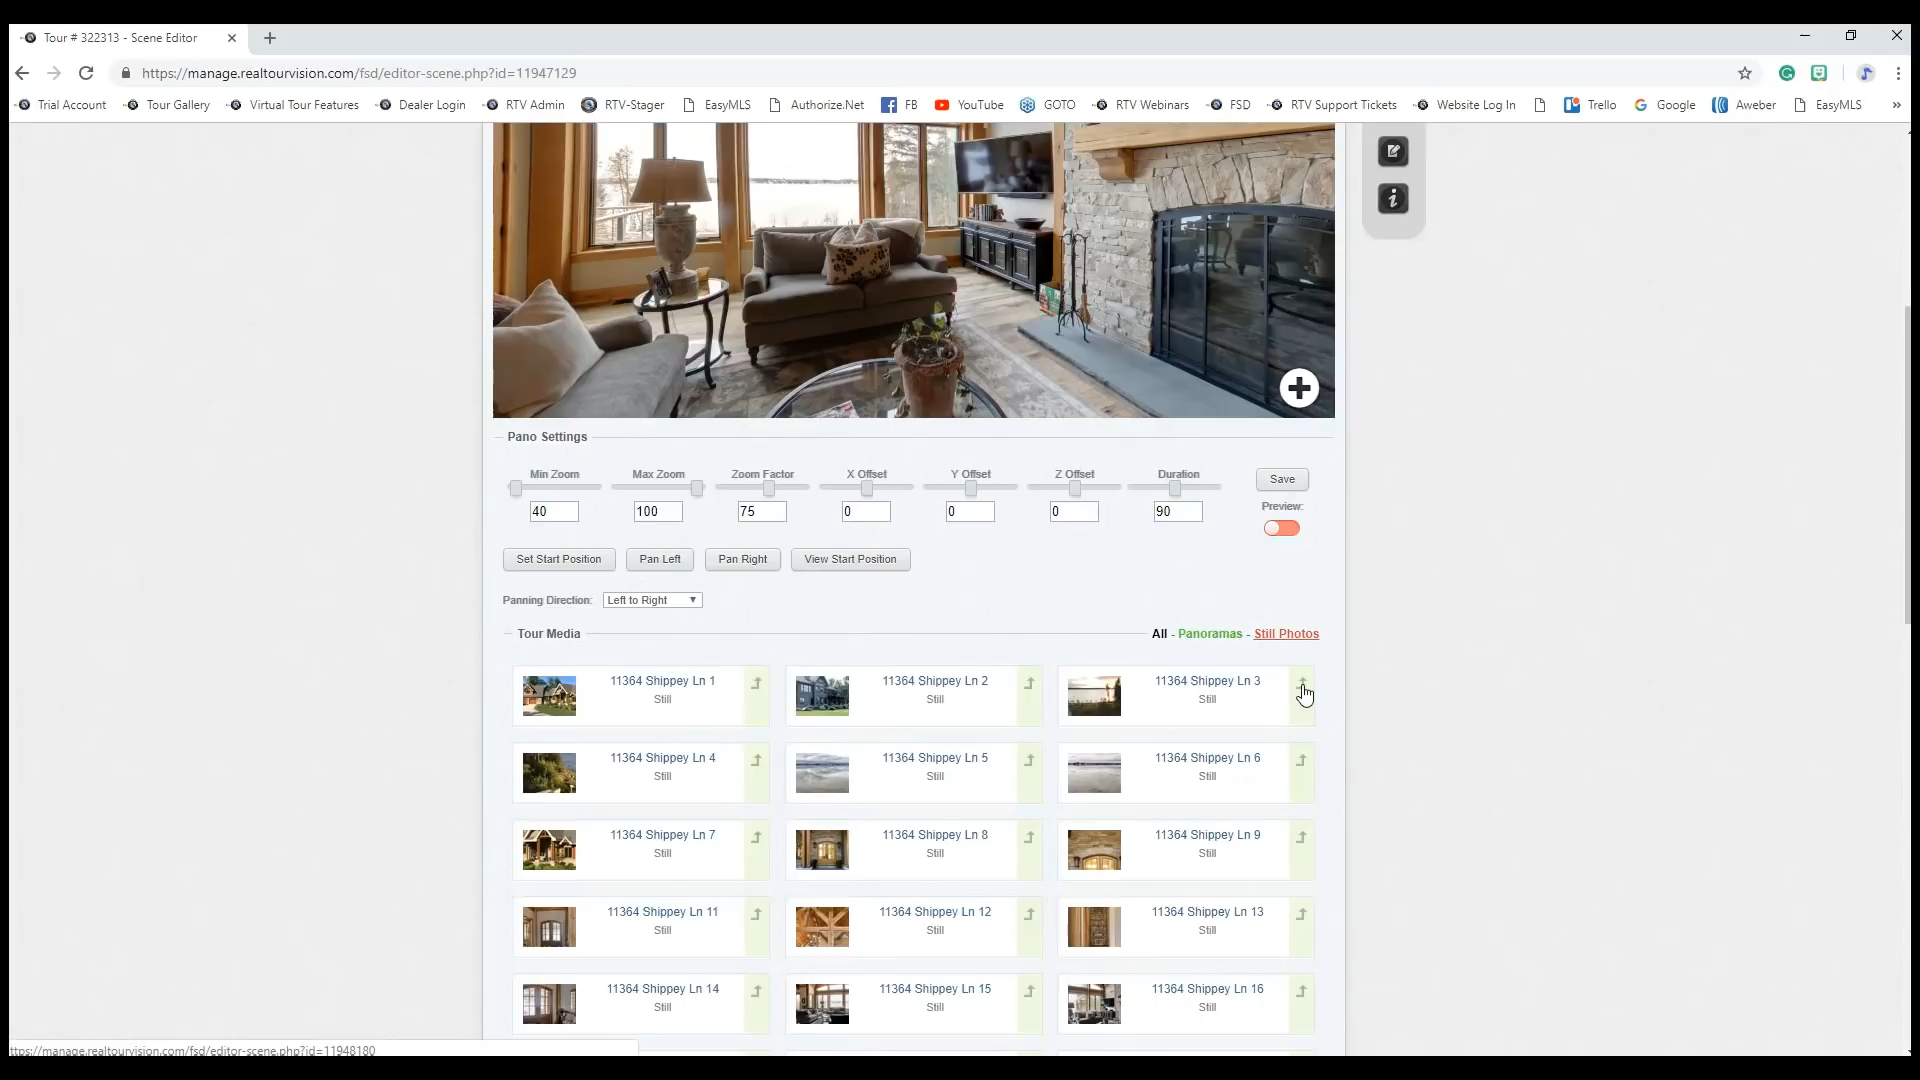 Tour # 322313 - Scene Editor
https://manage.realtourvision.com/fsd/editor-scene.php?id=11947129
Trial Account Tour Gallery Virtual Tour Features Dealer Login RTV Admin RTV-Stager EasyMLS Authorize.Net FB YouTube GOTO RTV Webinars FSD RTV Support Tickets Website Log In Trello Google Aweber EasyMLS »
Pano Settings
Min Zoom Max Zoom Zoom Factor X Offset Y Offset Z Offset Duration Save
40 100 75 0 0 0 90 Preview:
Set Start Position Pan Left Pan Right View Start Position
Panning Direction: Left to Right
Tour Media All - Panoramas - Still Photos
11364 Shippey Ln 1 11364 Shippey Ln 2 11364 Shippey Ln 3
Still Still Still
11364 Shippey Ln 4 11364 Shippey Ln 5 11364 Shippey Ln 6
Still Still Still
11364 Shippey Ln 7 11364 Shippey Ln 8 11364 Shippey Ln 9
Still Still Still
11364 Shippey Ln 11 11364 Shippey Ln 12 11364 Shippey Ln 13
Still Still Still
11364 Shippey Ln 14 11364 Shippey Ln 15 11364 Shippey Ln 16
Still Still Still
ttps://manage.realtourvision.com/fsd/editor-scene.php?id=11948180